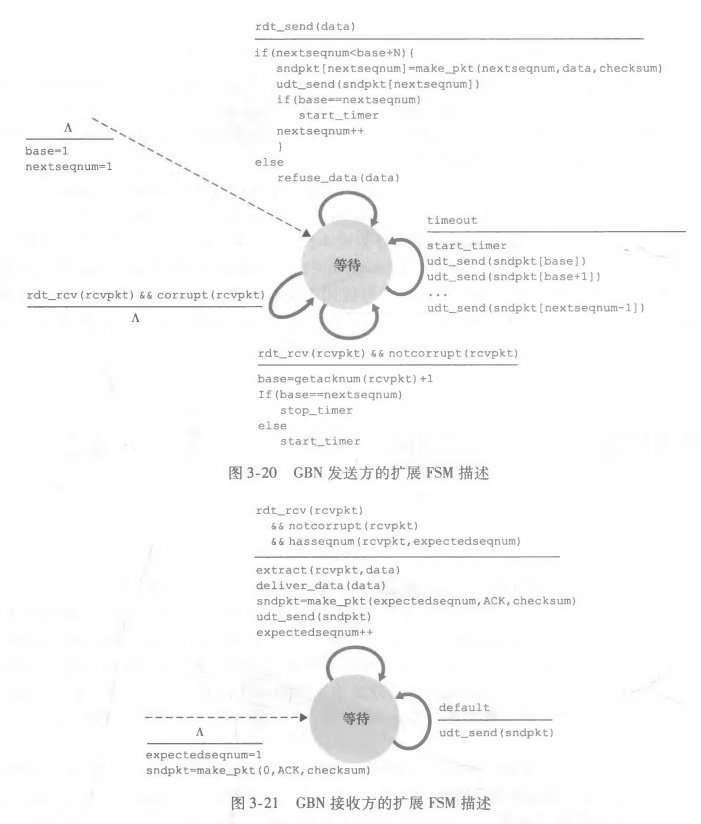 rdt_send(data)
if(nextseqnum<base+N){
sndpkt[nextseqnum]=make_pkt(nextseqnum,data,checksum)
udt_send(sndpkt[nextseqnum])
if(base==nextseqnum)
start_timer
nextseqnum++
}
else
refuse_data(data)
Λ
base=1
nextseqnum=1
等待
timeout
start_timer
udt_send(sndpkt[base])
udt_send(sndpkt[base+1])
...
udt_send(sndpkt[nextseqnum-1])
rdt_rcv(rcvpkt) && corrupt(rcvpkt)
Λ
rdt_rcv(rcvpkt) && notcorrupt(rcvpkt)
base=getacknum(rcvpkt)+1
If(base==nextseqnum)
stop_timer
else
start_timer
图 3-20 GBN 发送方的扩展 FSM 描述
rdt_rcv(rcvpkt)
&& notcorrupt(rcvpkt)
&& hasseqnum(rcvpkt,expectedseqnum)
extract(rcvpkt,data)
deliver_data(data)
sndpkt=make_pkt(expectedseqnum,ACK,checksum)
udt_send(sndpkt)
expectedseqnum++
等待
default
udt_send(sndpkt)
Λ
expectedseqnum=1
sndpkt=make_pkt(0,ACK,checksum)
图 3-21 GBN 接收方的扩展 FSM 描述